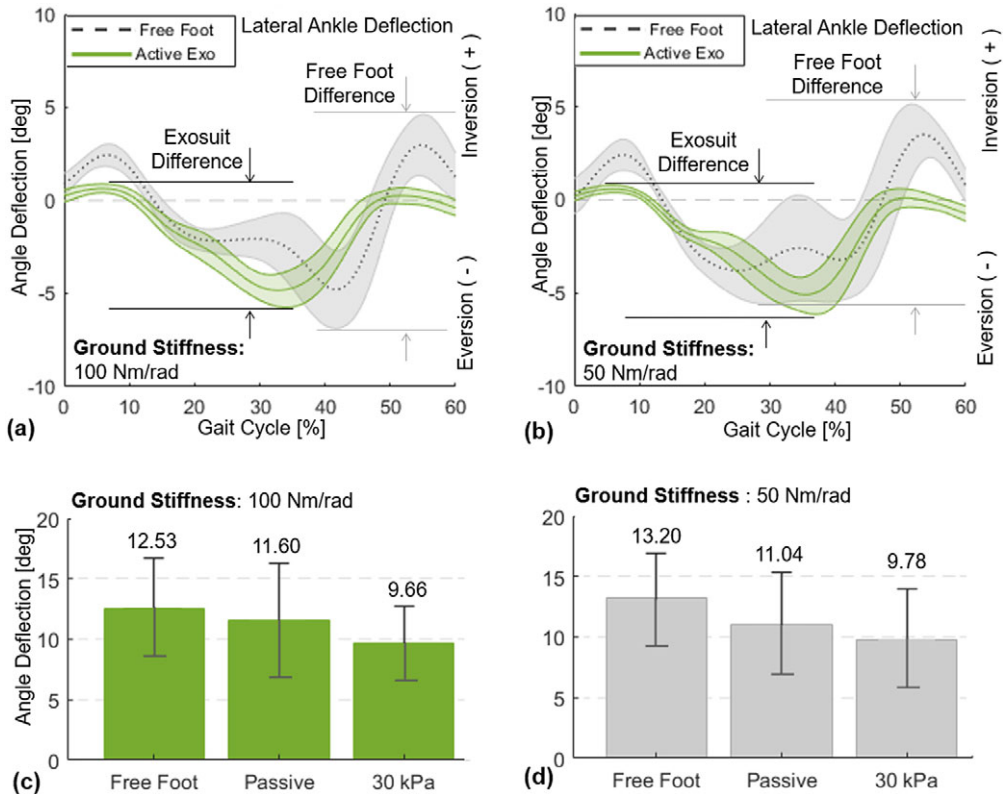 10
5
0
-5
-10
Angle Deflection [deg]
Free Foot
Active Exo
Lateral Ankle Deflection
Free Foot
Difference
Exosuit
Difference
Inversion ( + )
Eversion ( - )
Ground Stiffness:
100 Nm/rad
0 10 20 30 40 50 60
(a)
Gait Cycle [%]
10
5
0
-5
-10
Angle Deflection [deg]
Free Foot
Active Exo
Lateral Ankle Deflection
Free Foot
Difference
Exosuit
Difference
Inversion ( + )
Eversion ( - )
Ground Stiffness:
50 Nm/rad
0 10 20 30 40 50 60
(b)
Gait Cycle [%]
Ground Stiffness: 100 Nm/rad
20
15
10
5
0
Angle Deflection [deg]
12.53
11.60
9.66
(c)
Free Foot Passive 30 kPa
Ground Stiffness : 50 Nm/rad
20
15
10
5
0
13.20
11.04
9.78
(d)
Free Foot Passive 30 kPa